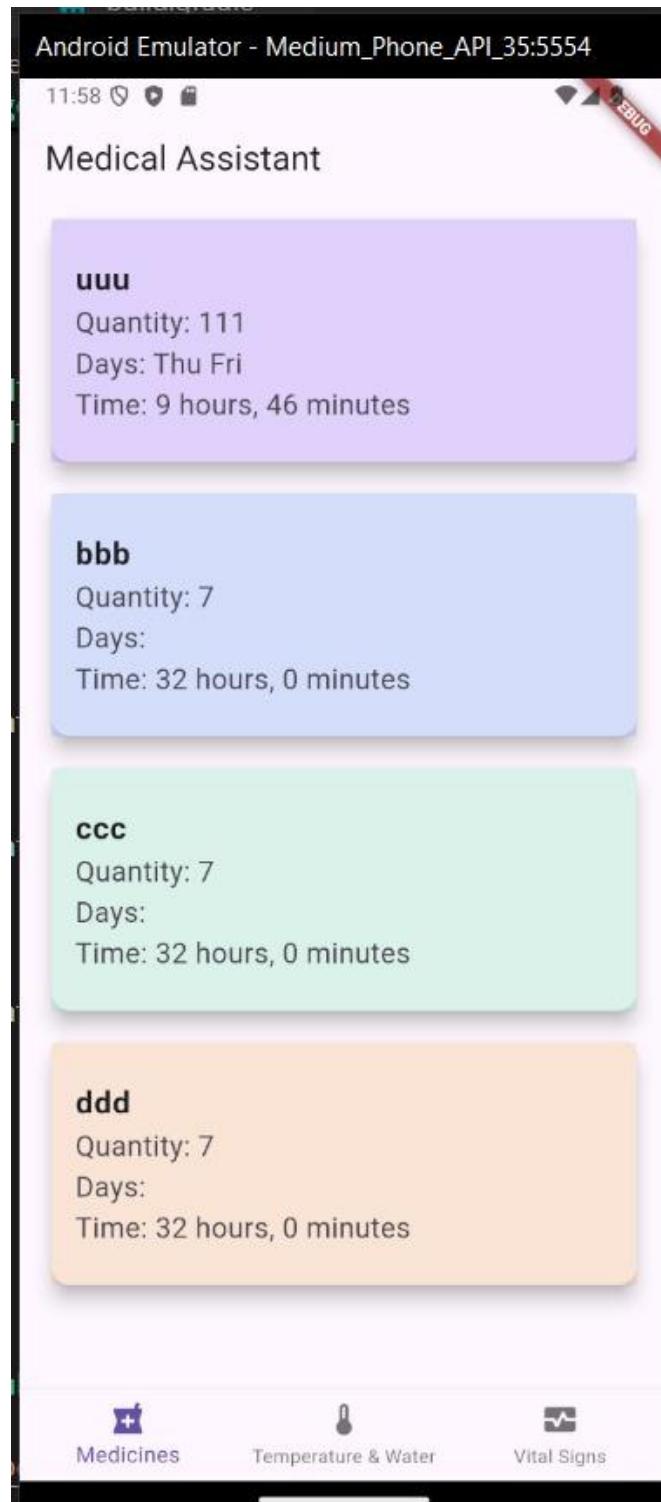 Android Emulator - Medium_Phone_API_35:5554
11:58
Medical Assistant
uuu
Quantity: 111
Days: Thu Fri
Time: 9 hours, 46 minutes
bbb
Quantity: 7
Days:
Time: 32 hours, 0 minutes
ccc
Quantity: 7
Days:
Time: 32 hours, 0 minutes
ddd
Quantity: 7
Days:
Time: 32 hours, 0 minutes
Medicines
Temperature & Water
Vital Signs